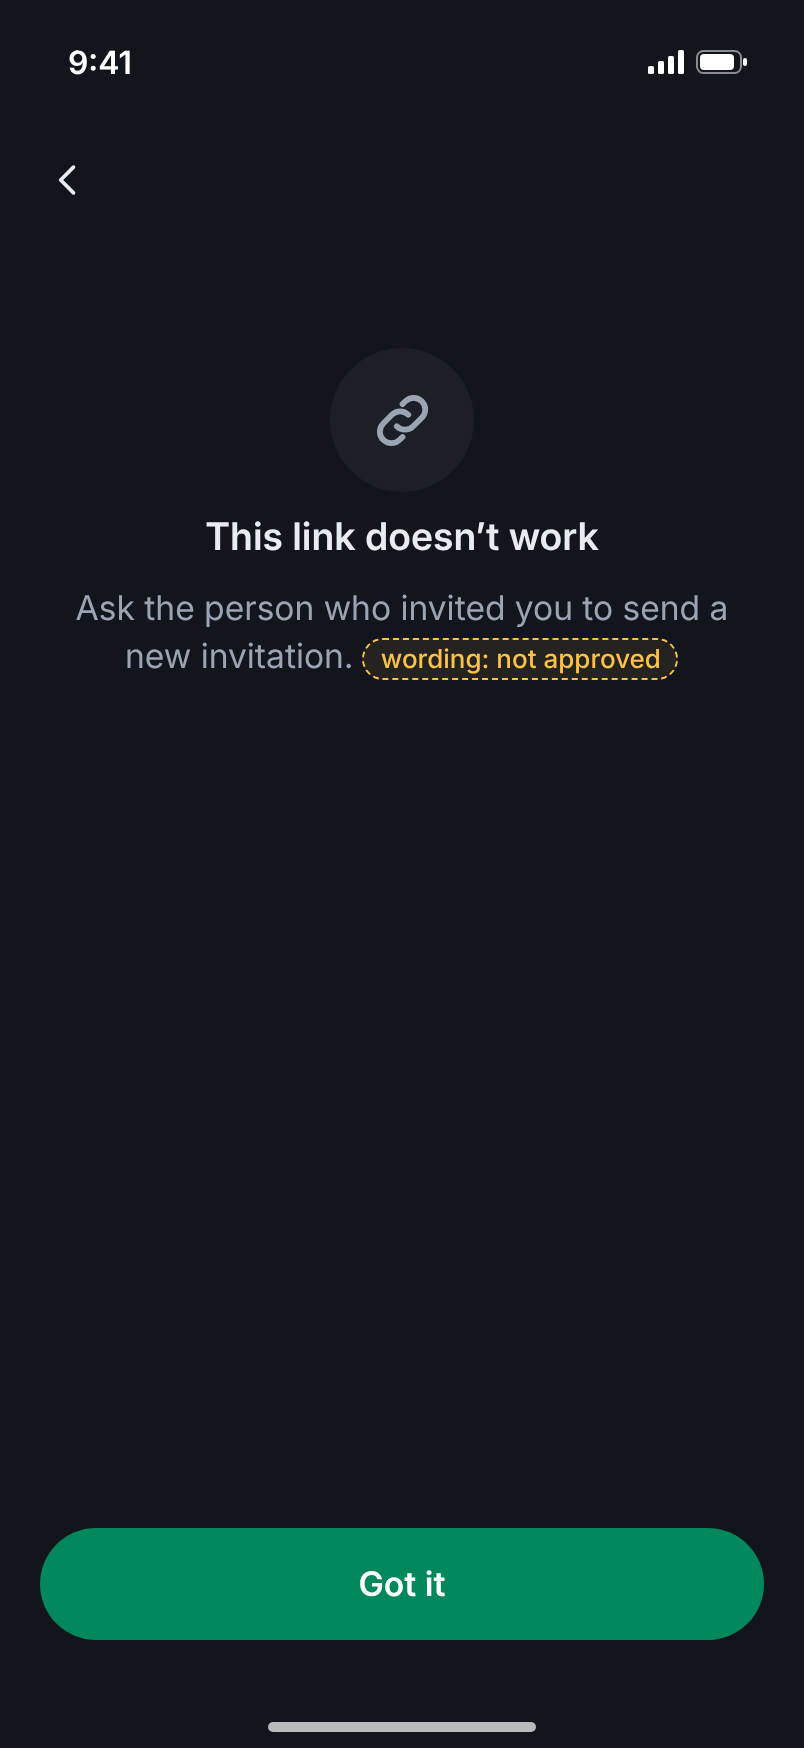 9:41
This link doesn’t work
Ask the person who invited you to send a
new invitation. wording: not approved
Got it